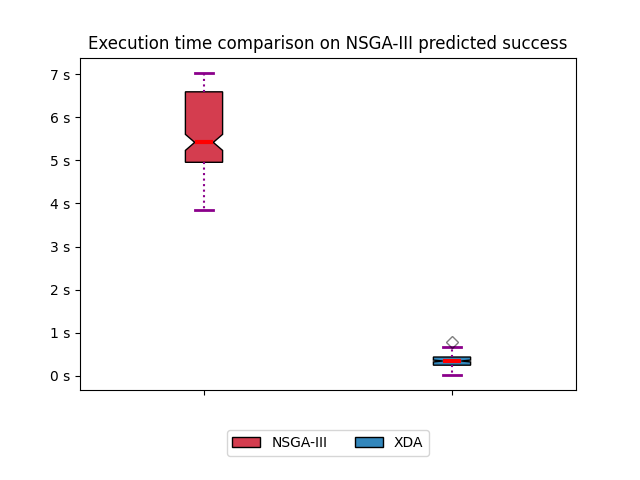 Execution time comparison on NSGA-III predicted success
7 s
6 s
5 s
4 s
3 s
2 s
1 s
0 s
NSGA-III XDA